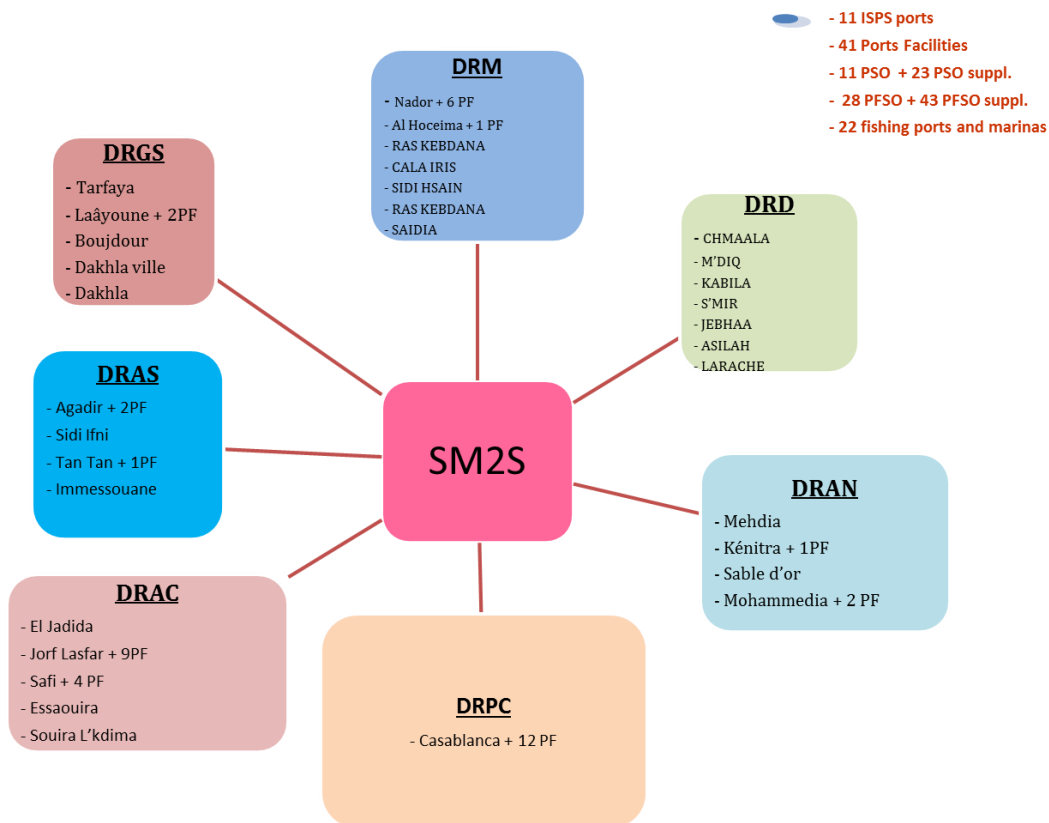 - 11 ISPS ports
- 41 Ports Facilities
- 11 PSO + 23 PSO suppl.
- 28 PFSO + 43 PFSO suppl.
- 22 fishing ports and marinas
DRM
- Nador + 6 PF
- Al Hoceima + 1 PF
- RAS KEBDANA
- CALA IRIS
- SIDI HSAIN
- RAS KEBDANA
- SAIDIA
DRGS
- Tarfaya
- Laâyoune + 2PF
- Boujdour
- Dakhla ville
- Dakhla
DRD
- CHMAALA
- M’DIQ
- KABILA
- S’MIR
- JEBHAA
- ASILAH
- LARACHE
DRAS
- Agadir + 2PF
- Sidi Ifni
- Tan Tan + 1PF
- Immessouane
SM2S
DRAN
- Mehdia
- Kénitra + 1PF
- Sable d’or
- Mohammedia + 2 PF
DRAC
- El Jadida
- Jorf Lasfar + 9PF
- Safi + 4 PF
- Essaouira
- Souira L’kdima
DRPC
- Casablanca + 12 PF